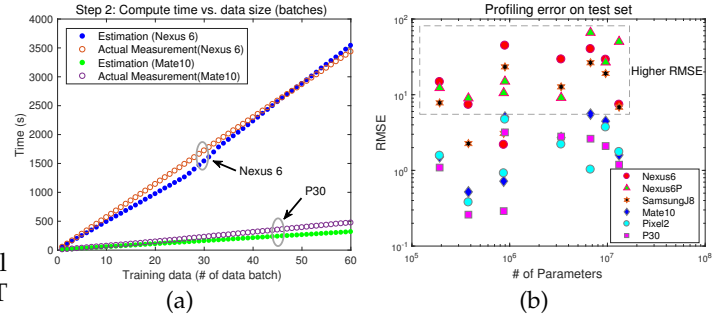 Step 2: Compute time vs. data size (batches)
4000
3500
3000
2500
2000
1500
1000
500
0
Time (s)
Estimation (Nexus 6)
Actual Measurement(Nexus 6)
Estimation (Mate10)
Actual Measurement(Mate10)
Nexus 6
P30
0 10 20 30 40 50 60
Training data (# of data batch)
(a)
l
T
Profiling error on test set
10²
10¹
10⁰
10⁻¹
RMSE
Higher RMSE
Nexus6
Nexus6P
SamsungJ8
Mate10
Pixel2
P30
10⁵ 10⁶ 10⁷ 10⁸
# of Parameters
(b)